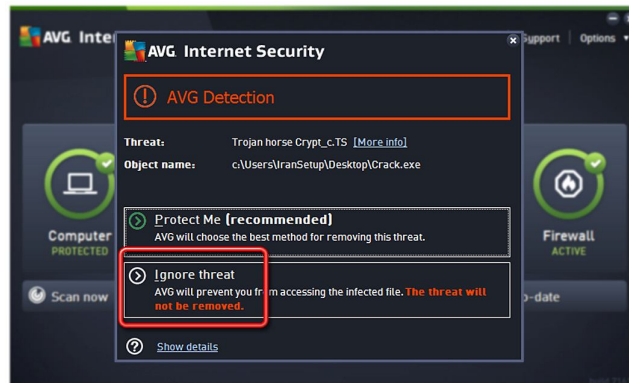 AVG. Inte
Support | Options
AVG. Internet Security
AVG Detection
Threat: Trojan horse Crypt_c.TS [More info]
Object name: c:\Users\IranSetup\Desktop\Crack.exe
Protect Me (recommended)
AVG will choose the best method for removing this threat.
Ignore threat
AVG will prevent you from accessing the infected file. The threat will
not be removed.
Show details
Computer
PROTECTED
Firewall
ACTIVE
Scan now
o-date